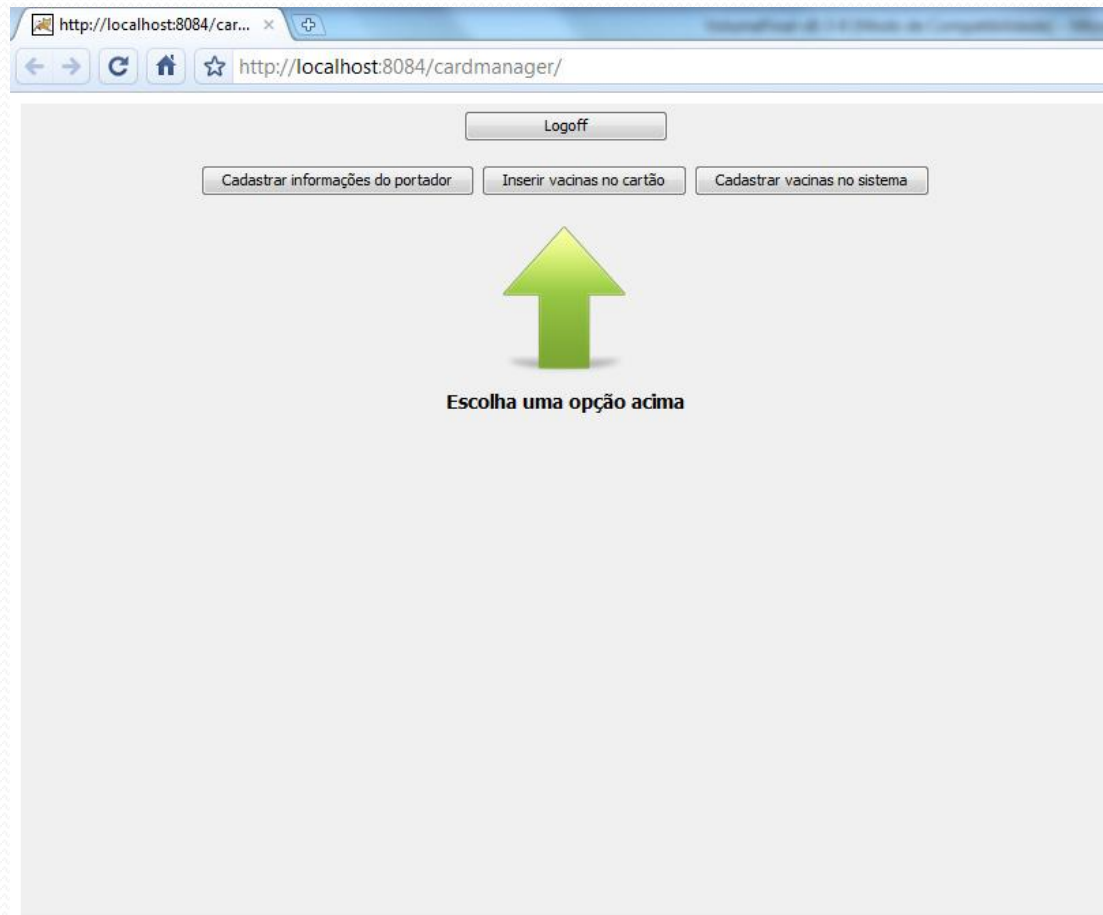 http://localhost:8084/car...
http://localhost:8084/cardmanager/
Logoff
Cadastrar informações do portador
Inserir vacinas no cartão
Cadastrar vacinas no sistema
Escolha uma opção acima